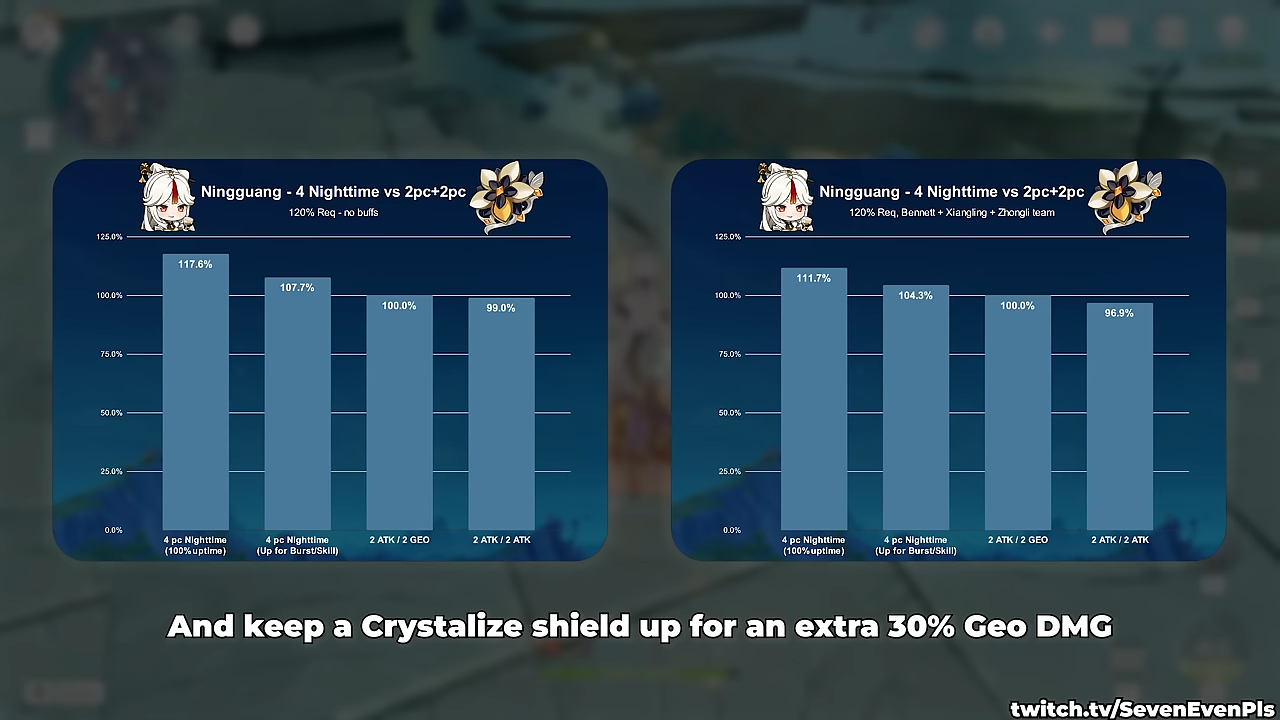 Ningguang - 4 Nighttime vs 2pc+2pc
120% Req - no buffs
125.0%
100.0%
75.0%
50.0%
25.0%
0.0%
117.6%
107.7%
100.0%
99.0%
4 pc Nighttime
(100%uptime)
4 pc Nighttime
(Up for Burst/Skill)
2 ATK / 2 GEO
2 ATK / 2 ATK
Ningguang - 4 Nighttime vs 2pc+2pc
120% Req, Bennett + Xiangling + Zhongli team
125.0%
100.0%
75.0%
50.0%
25.0%
0.0%
111.7%
104.3%
100.0%
96.9%
4 pc Nighttime
(100%uptime)
4 pc Nighttime
(Up for Burst/Skill)
2 ATK / 2 GEO
2 ATK / 2 ATK
And keep a Crystalize shield up for an extra 30% Geo DMG
twitch.tv/SevenEvenPls